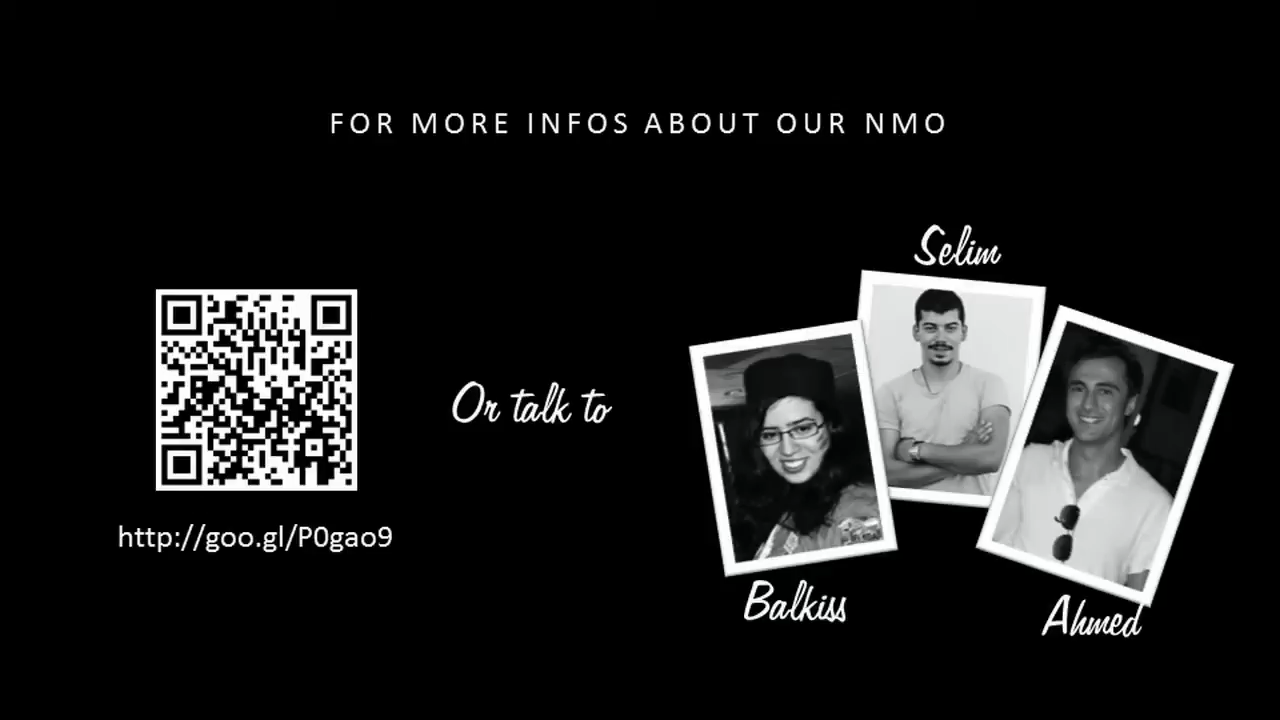 FOR MORE INFOS ABOUT OUR NMO
Selim
Or talk to
http://goo.gl/P0gao9
Balkiss
Ahmed